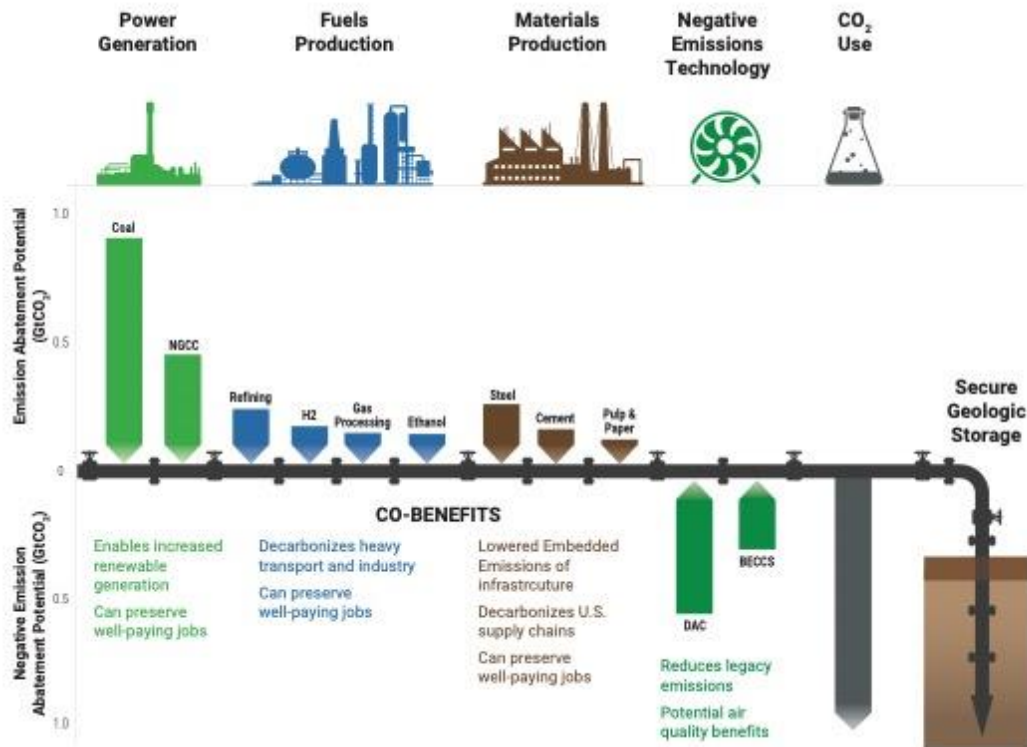 Power
Generation
Fuels
Production
Materials
Production
Negative
Emissions
Technology
CO₂
Use
Emission Abatement Potential
(GtCO₂)
1.0
0.5
0
Coal
NGCC
Refining
H2
Gas
Processing
Ethanol
Steel
Cement
Pulp &
Paper
Secure
Geologic
Storage
Negative Emission
Abatement Potential (GtCO₂)
0.5
1.0
CO-BENEFITS
Enables increased
renewable
generation
Can preserve
well-paying jobs
Decarbonizes heavy
transport and industry
Can preserve
well-paying jobs
Lowered Embedded
Emissions of
infrastrcuture
Decarbonizes U.S.
supply chains
Can preserve
well-paying jobs
DAC
BECCS
Reduces legacy
emissions
Potential air
quality benefits